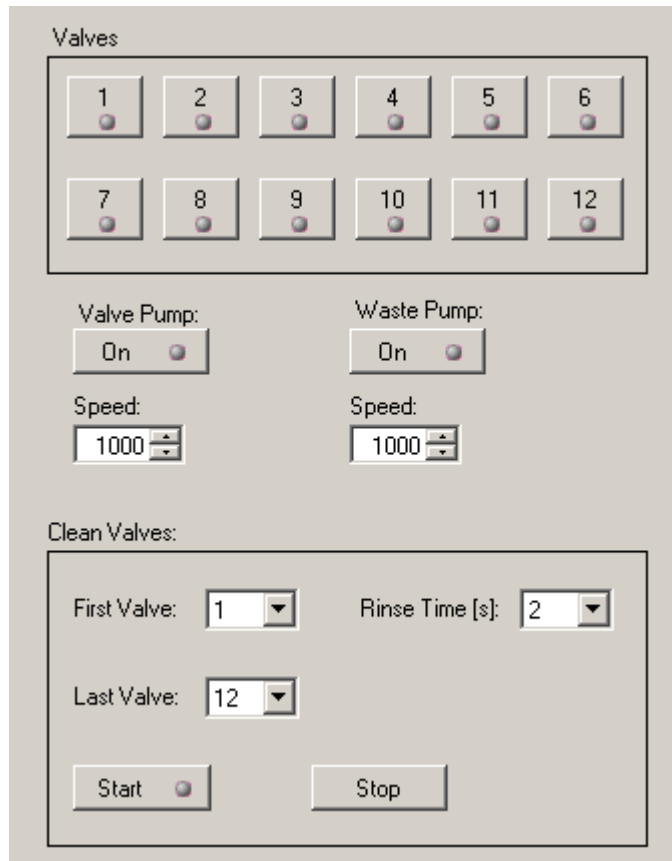 Valves
1 2 3 4 5 6
7 8 9 10 11 12
Valve Pump: Waste Pump:
On On
Speed: Speed:
1000 1000
Clean Valves:
First Valve: 1 Rinse Time [s]: 2
Last Valve: 12
Start Stop